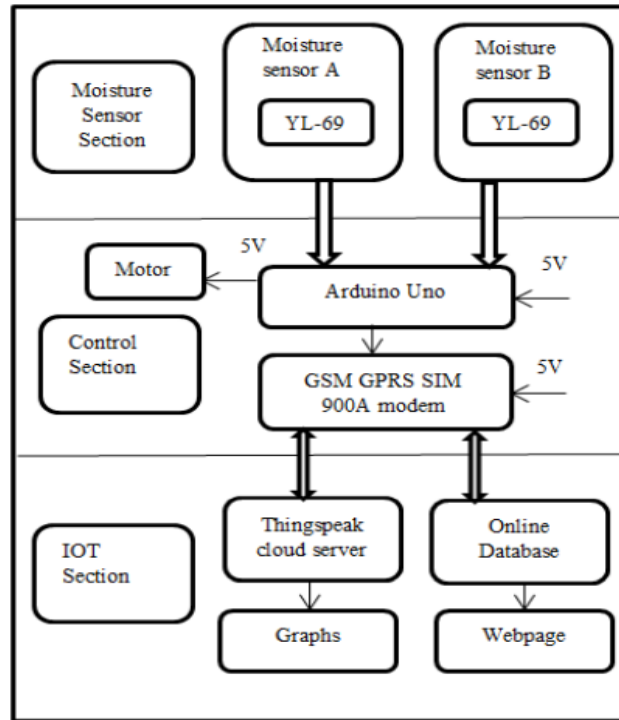 Moisture
Sensor
Section
Moisture
sensor A
YL-69
Moisture
sensor B
YL-69
5V
Motor
Arduino Uno
5V
Control
Section
GSM GPRS SIM
900A modem
5V
IOT
Section
Thingspeak
cloud server
Online
Database
Graphs
Webpage